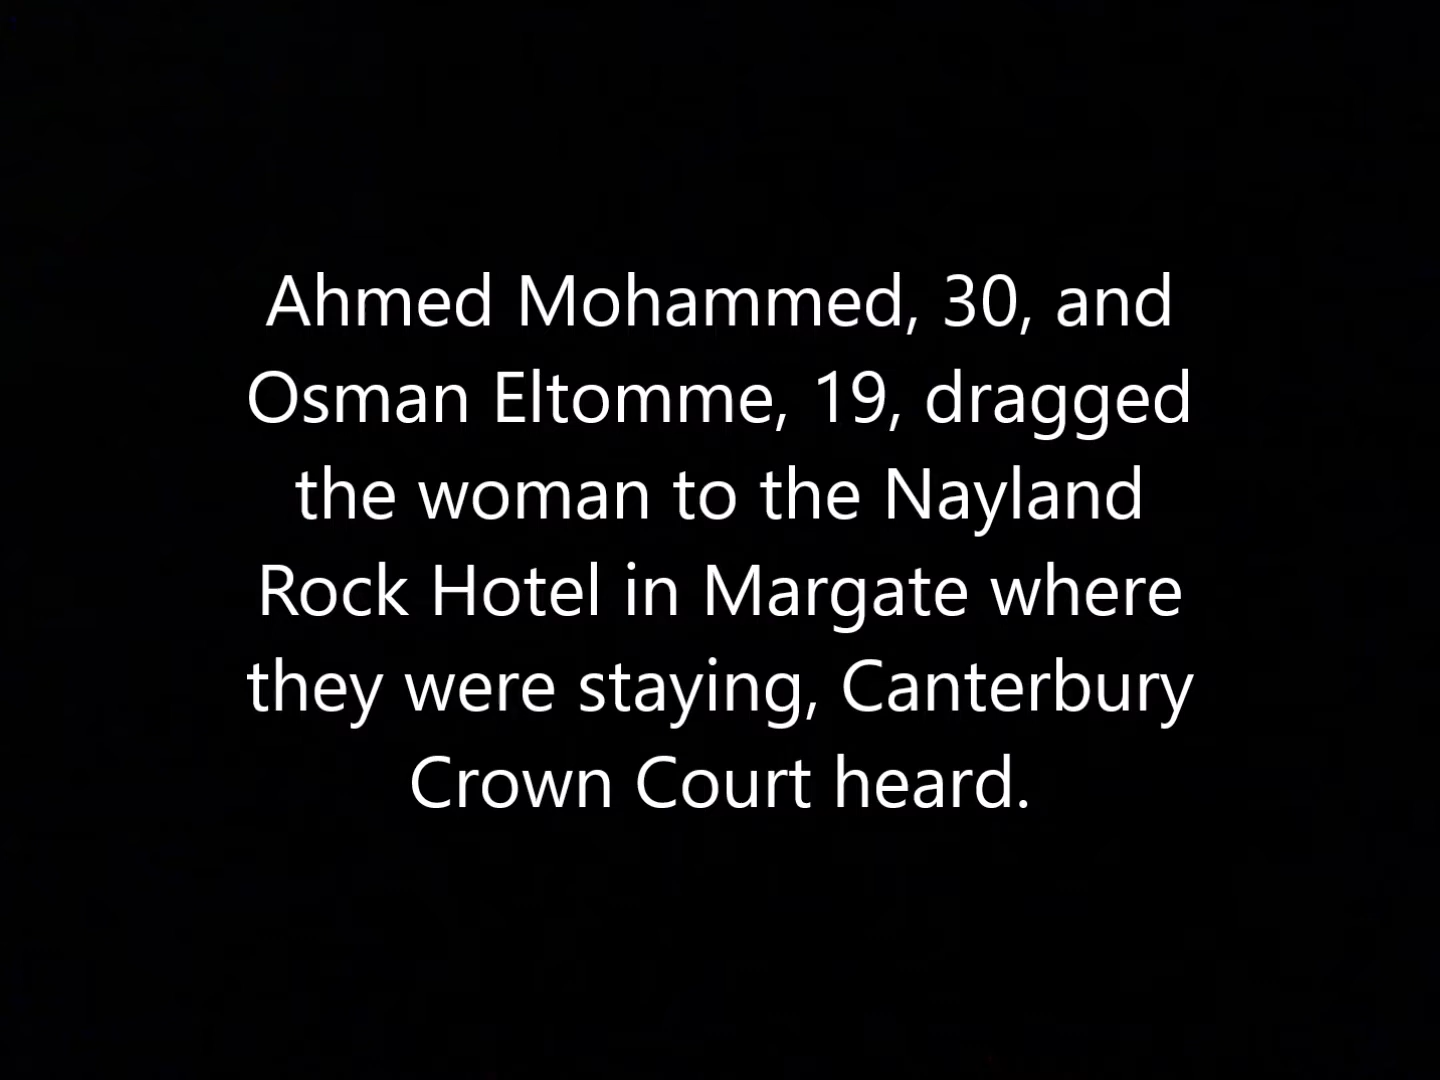 Ahmed Mohammed, 30, and
Osman Eltomme, 19, dragged
the woman to the Nayland
Rock Hotel in Margate where
they were staying, Canterbury
Crown Court heard.